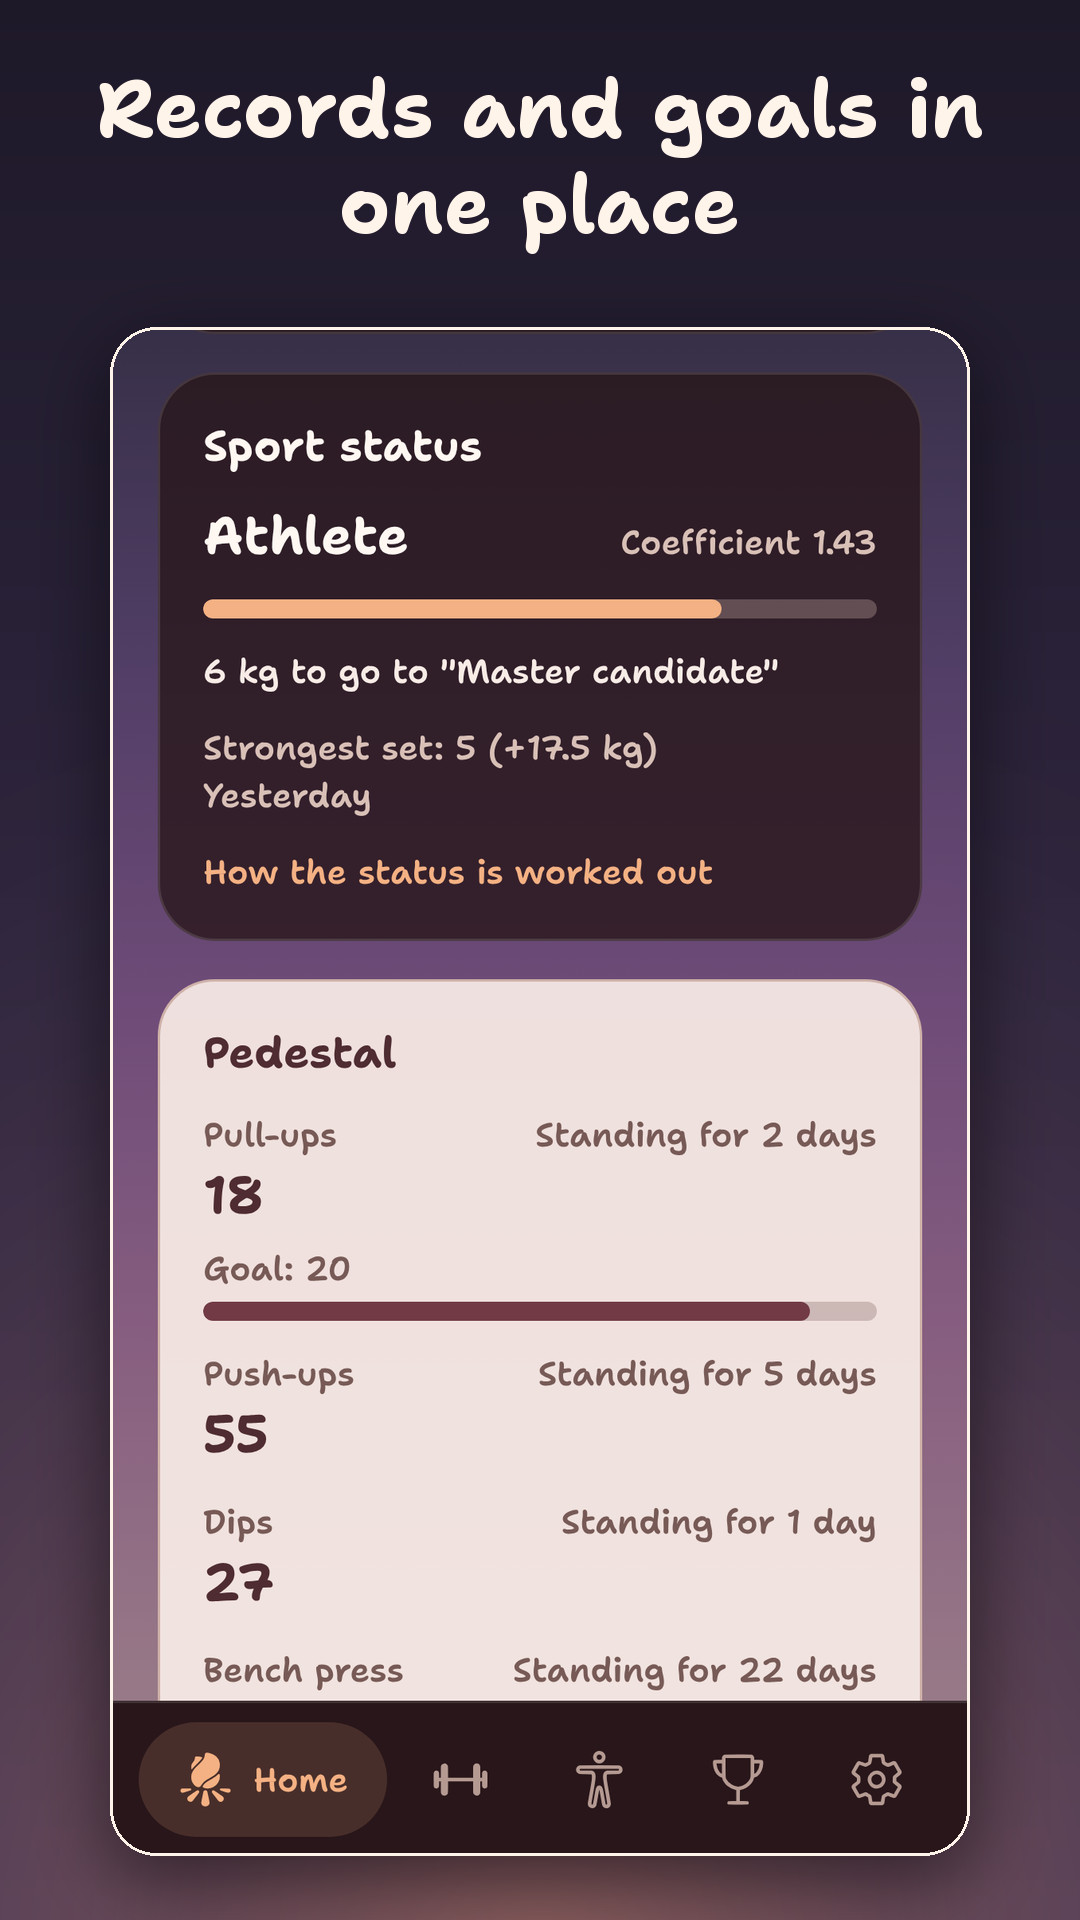 Records and goals in
one place
Sport status
Athlete
Coefficient 1.43
6 kg to go to "Master candidate"
Strongest set: 5 (+17.5 kg)
Yesterday
How the status is worked out
Pedestal
Pull-ups
Standing for 2 days
18
Goal: 20
Push-ups
Standing for 5 days
55
Dips
Standing for 1 day
27
Bench press
Standing for 22 days
Home